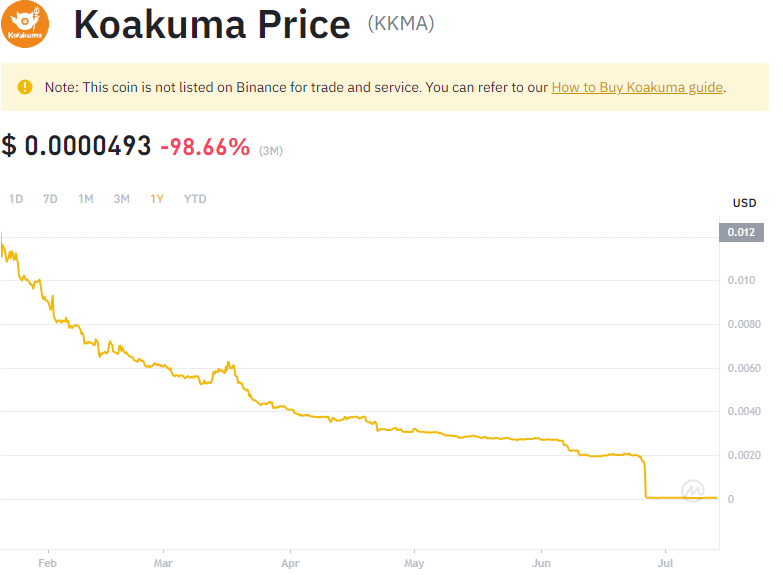 Koakuma
Koakuma Price (KKMA)
Note: This coin is not listed on Binance for trade and service. You can refer to our How to Buy Koakuma guide.
$ 0.0000493 -98.66% (3M)
1D 7D 1M 3M 1Y YTD
USD
0.012
0.010
0.0080
0.0060
0.0040
0.0020
0
Feb Mar Apr May Jun Jul